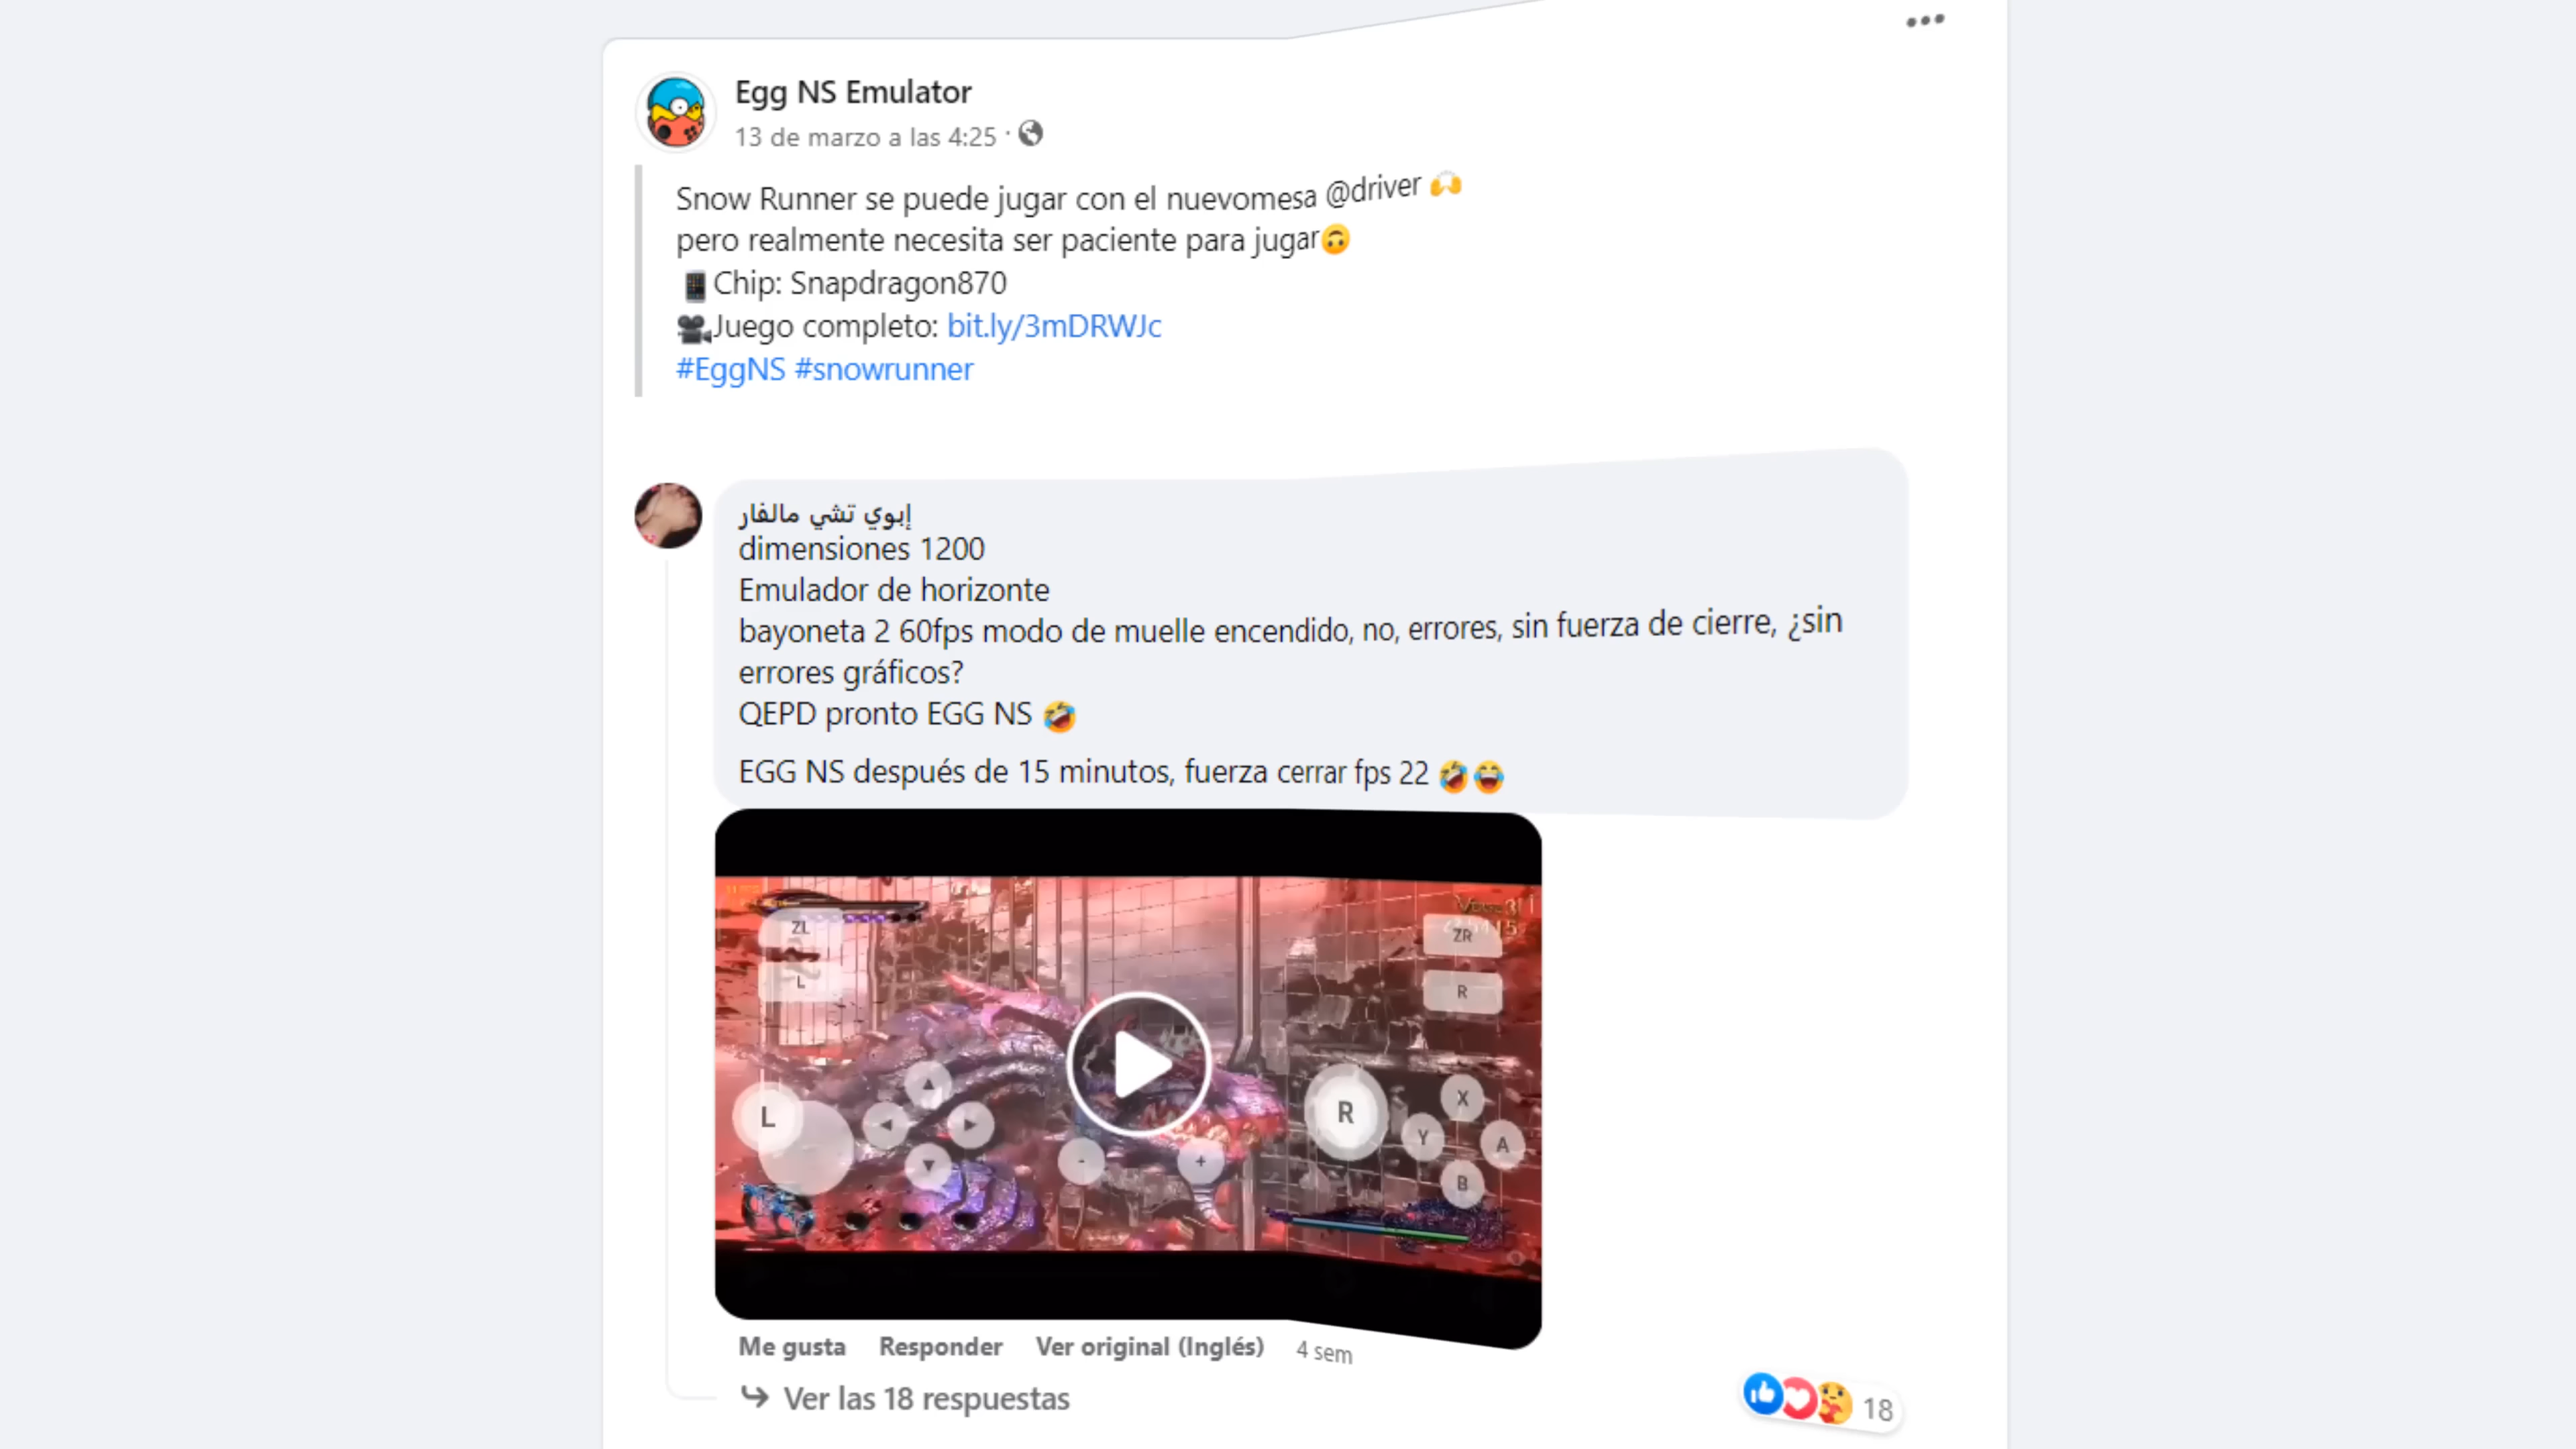 Egg NS Emulator
13 de marzo a las 4:25 ·
Snow Runner se puede jugar con el nuevomesa @driver 🙌
pero realmente necesita ser paciente para jugar🙃
📱Chip: Snapdragon870
🎥Juego completo: bit.ly/3mDRWJc
#EggNS #snowrunner
إبوي تشي مالفار
dimensiones 1200
Emulador de horizonte
bayoneta 2 60fps modo de muelle encendido, no, errores, sin fuerza de cierre, ¿sin
errores gráficos?
QEPD pronto EGG NS 🤣
EGG NS después de 15 minutos, fuerza cerrar fps 22 🤣😂
ZL
ZR
L
R
L
R
X
Y
A
B
-
+
Me gusta Responder Ver original (Inglés) 4 sem
Ver las 18 respuestas
18